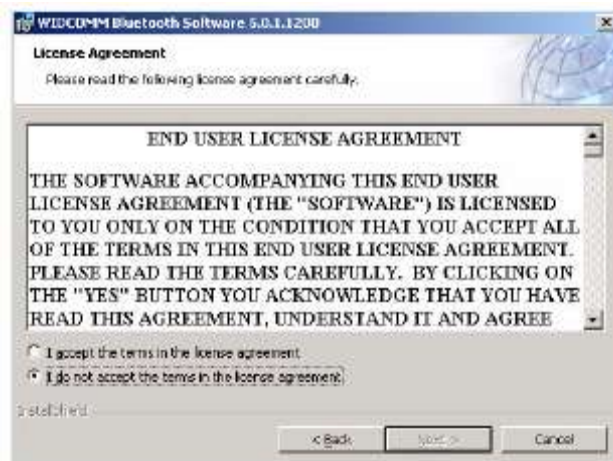 WIDCOMM Bluetooth Software 5.0.1.1200
License Agreement
Please read the following license agreement carefully.
END USER LICENSE AGREEMENT
THE SOFTWARE ACCOMPANYING THIS END USER
LICENSE AGREEMENT (THE "SOFTWARE") IS LICENSED
TO YOU ONLY ON THE CONDITION THAT YOU ACCEPT ALL
OF THE TERMS IN THIS END USER LICENSE AGREEMENT.
PLEASE READ THE TERMS CAREFULLY. BY CLICKING ON
THE "YES" BUTTON YOU ACKNOWLEDGE THAT YOU HAVE
READ THIS AGREEMENT, UNDERSTAND IT AND AGREE
I accept the terms in the license agreement
I do not accept the terms in the license agreement
InstallShield
< Back Next > Cancel